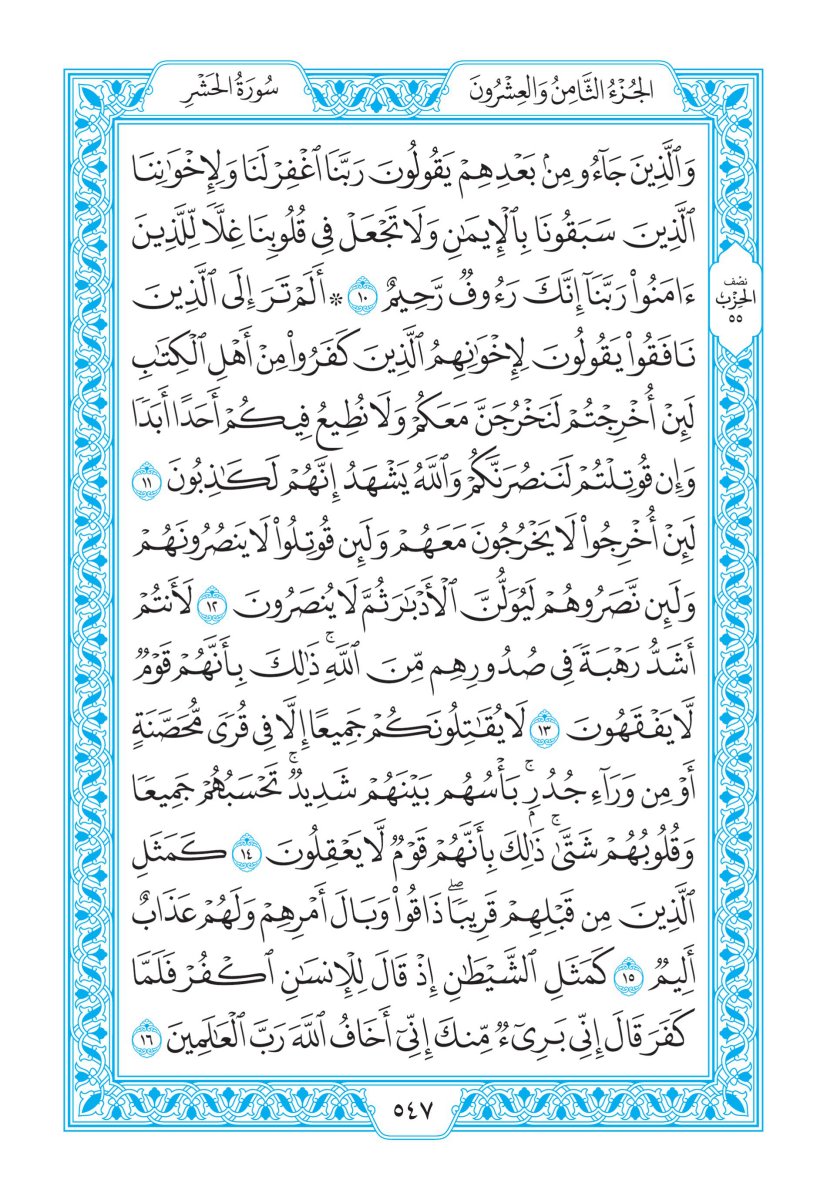 الجُزْءُ الثَّامِنُ وَالعِشْرُونَ
سُورَةُ الحَشْرِ
وَٱلَّذِينَ جَآءُو مِنۢ بَعْدِهِمْ يَقُولُونَ رَبَّنَا ٱغْفِرْ لَنَا وَلِإِخْوَٰنِنَا
ٱلَّذِينَ سَبَقُونَا بِٱلْإِيمَٰنِ وَلَا تَجْعَلْ فِى قُلُوبِنَا غِلًّا لِّلَّذِينَ
ءَامَنُوا۟ رَبَّنَآ إِنَّكَ رَءُوفٌ رَّحِيمٌ ١٠ * أَلَمْ تَرَ إِلَى ٱلَّذِينَ
نَافَقُوا۟ يَقُولُونَ لِإِخْوَٰنِهِمُ ٱلَّذِينَ كَفَرُوا۟ مِنْ أَهْلِ ٱلْكِتَٰبِ
لَئِنْ أُخْرِجْتُمْ لَنَخْرُجَنَّ مَعَكُمْ وَلَا نُطِيعُ فِيكُمْ أَحَدًا أَبَدًا
وَإِن قُوتِلْتُمْ لَنَنصُرَنَّكُمْ وَٱللَّهُ يَشْهَدُ إِنَّهُمْ لَكَٰذِبُونَ ١١
لَئِنْ أُخْرِجُوا۟ لَا يَخْرُجُونَ مَعَهُمْ وَلَئِن قُوتِلُوا۟ لَا يَنصُرُونَهُمْ
وَلَئِن نَّصَرُوهُمْ لَيُوَلُّنَّ ٱلْأَدْبَٰرَ ثُمَّ لَا يُنصَرُونَ ١٢ لَأَنتُمْ
أَشَدُّ رَهْبَةً فِى صُدُورِهِم مِّنَ ٱللَّهِ ۚ ذَٰلِكَ بِأَنَّهُمْ قَوْمٌ
لَّا يَفْقَهُونَ ١٣ لَا يُقَٰتِلُونَكُمْ جَمِيعًا إِلَّا فِى قُرًى مُّحَصَّنَةٍ
أَوْ مِن وَرَآءِ جُدُرٍۭ ۚ بَأْسُهُم بَيْنَهُمْ شَدِيدٌ ۚ تَحْسَبُهُمْ جَمِيعًا
وَقُلُوبُهُمْ شَتَّىٰ ۚ ذَٰلِكَ بِأَنَّهُمْ قَوْمٌ لَّا يَعْقِلُونَ ١٤ كَمَثَلِ
ٱلَّذِينَ مِن قَبْلِهِمْ قَرِيبًا ۖ ذَاقُوا۟ وَبَالَ أَمْرِهِمْ وَلَهُمْ عَذَابٌ
أَلِيمٌ ١٥ كَمَثَلِ ٱلشَّيْطَٰنِ إِذْ قَالَ لِلْإِنسَٰنِ ٱكْفُرْ فَلَمَّا
كَفَرَ قَالَ إِنِّى بَرِىٓءٌ مِّنكَ إِنِّىٓ أَخَافُ ٱللَّهَ رَبَّ ٱلْعَٰلَمِينَ ١٦
نصف
الحزب
٥٥
٥٤٧